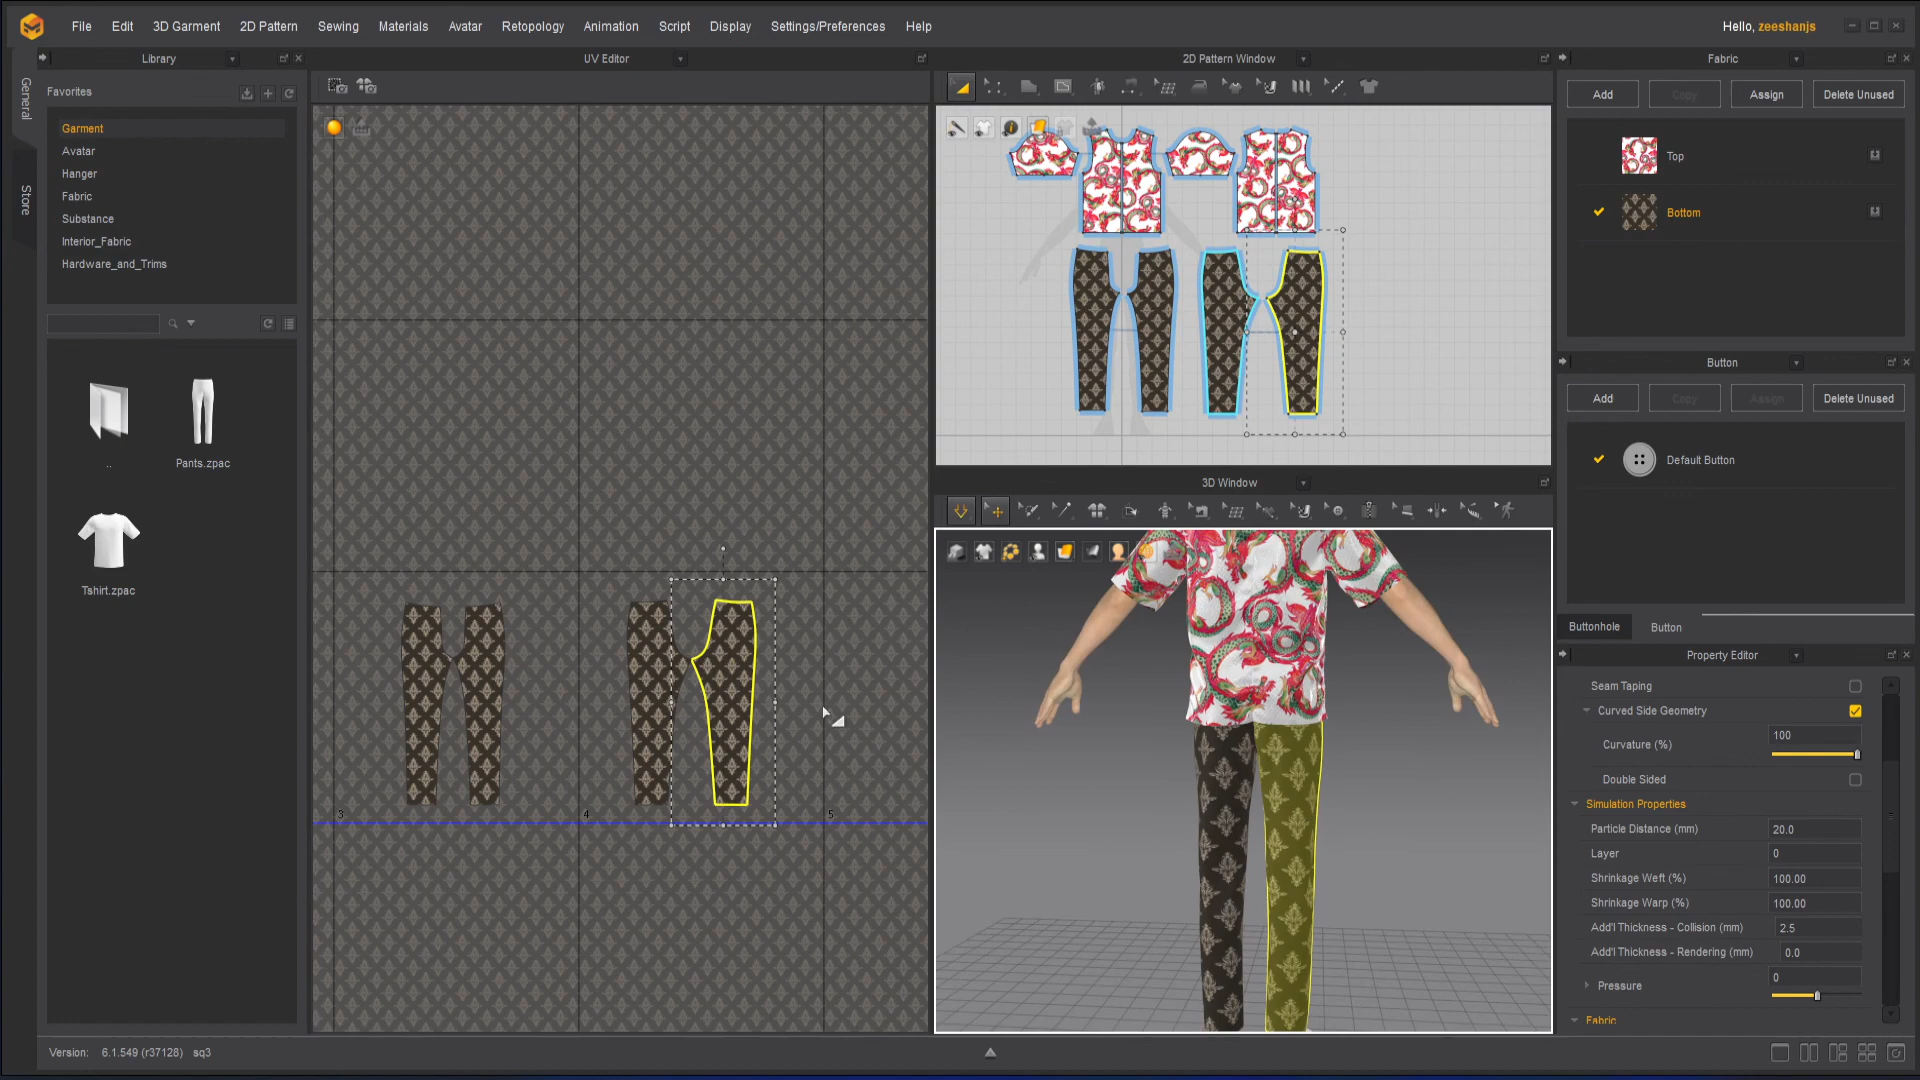 File Edit 3D Garment 2D Pattern Sewing Materials Avatar Retopology Animation Script Display Settings/Preferences Help
Hello, zeeshanjs
Library
UV Editor
2D Pattern Window
Fabric
General
Store
Favorites
Garment
Avatar
Hanger
Fabric
Substance
Interior_Fabric
Hardware_and_Trims
..
Pants.zpac
Tshirt.zpac
3
4
5
3D Window
Add
Copy
Assign
Delete Unused
Top
Bottom
Button
Add
Copy
Assign
Delete Unused
Default Button
Buttonhole
Button
Property Editor
Seam Taping
Curved Side Geometry
Curvature (%)
100
Double Sided
Simulation Properties
Particle Distance (mm)
20.0
Layer
0
Shrinkage Weft (%)
100.00
Shrinkage Warp (%)
100.00
Add'l Thickness - Collision (mm)
2.5
Add'l Thickness - Rendering (mm)
0.0
Pressure
0
Fabric
Version: 6.1.549 (r37128) sq3